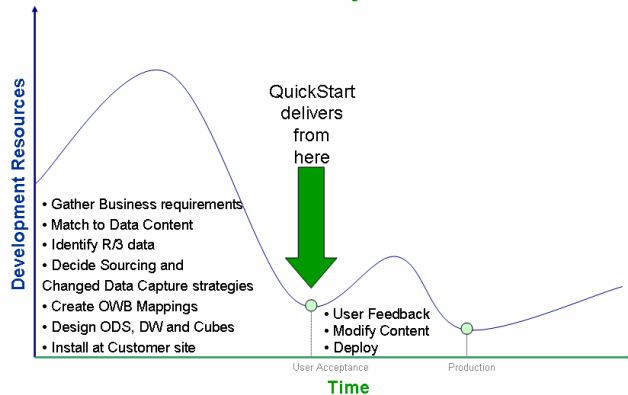 QuickStart
delivers
from
here
Development Resources
• Gather Business requirements
• Match to Data Content
• Identify R/3 data
• Decide Sourcing and
Changed Data Capture strategies
• Create OWB Mappings
• Design ODS, DW and Cubes
• Install at Customer site
• User Feedback
• Modify Content
• Deploy
User Acceptance
Production
Time